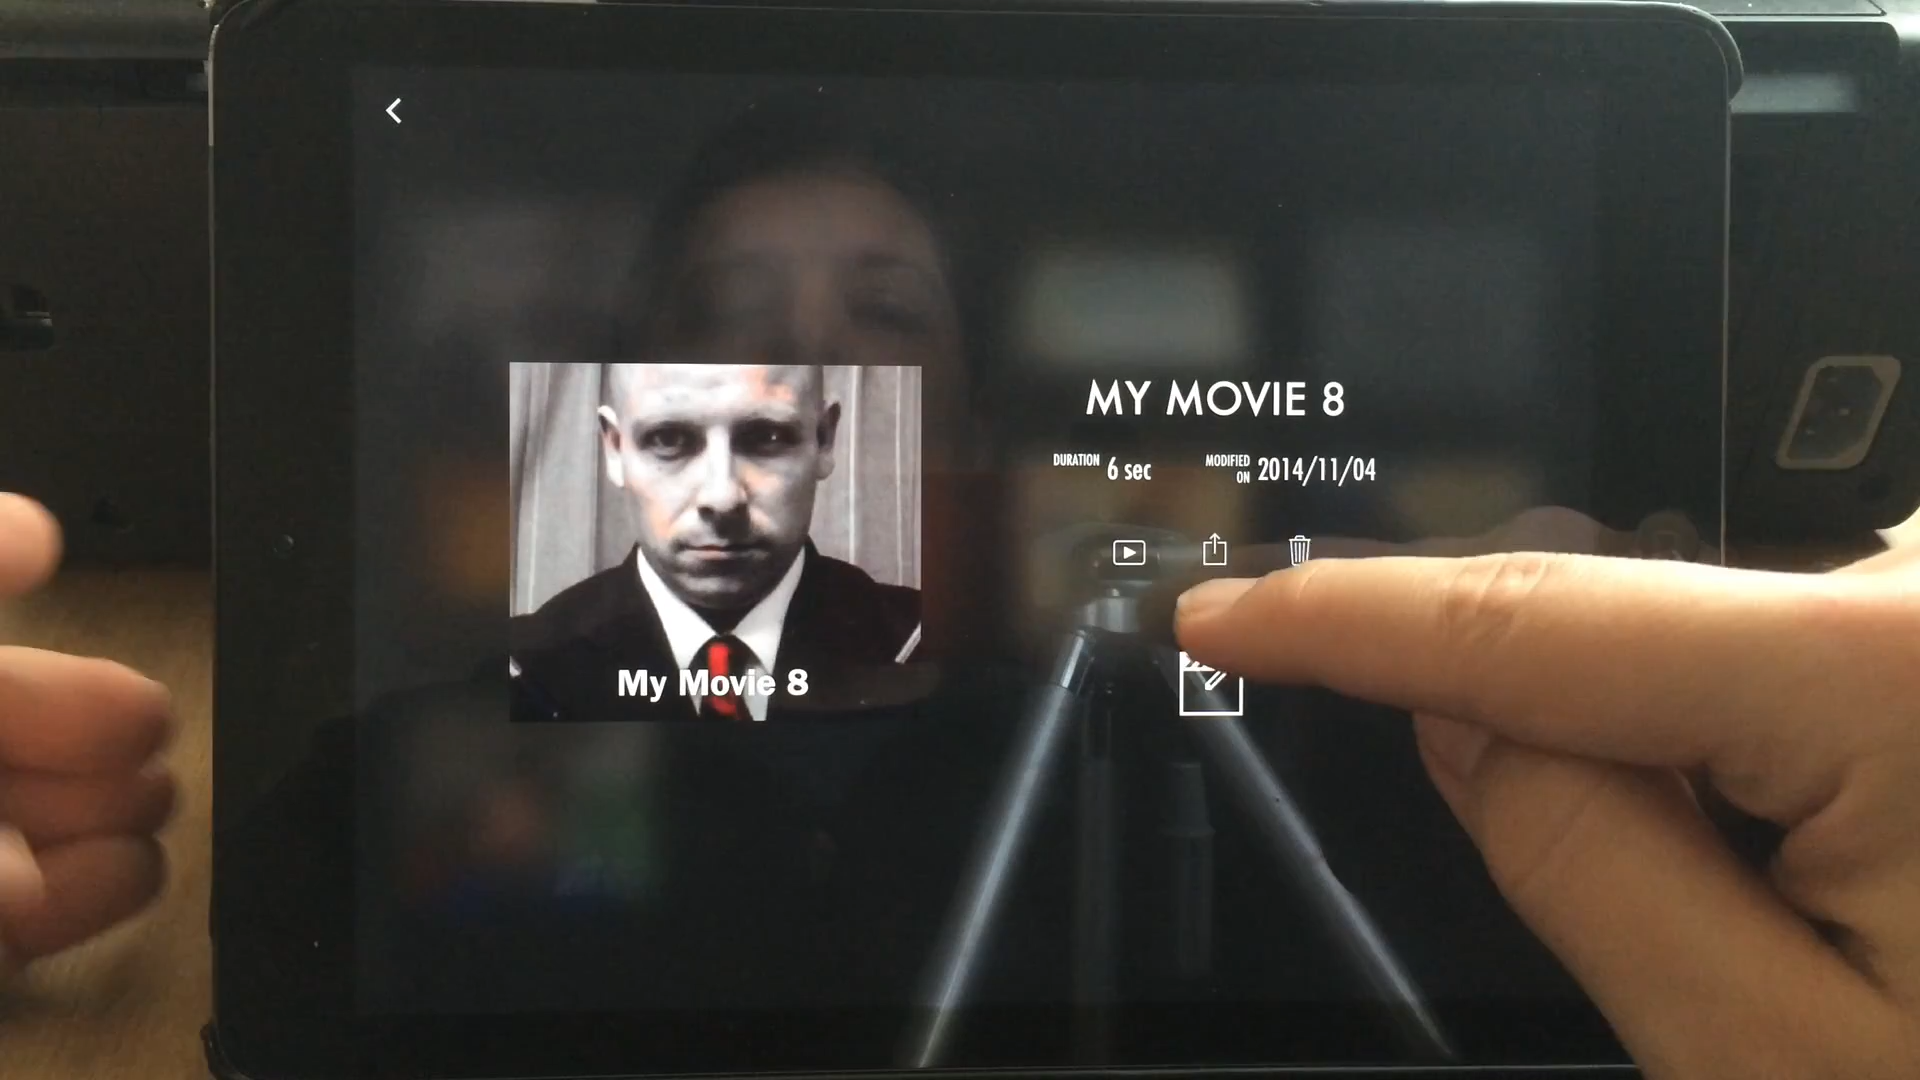 MY MOVIE 8
DURATION 6 sec
MODIFIED ON 2014/11/04
My Movie 8